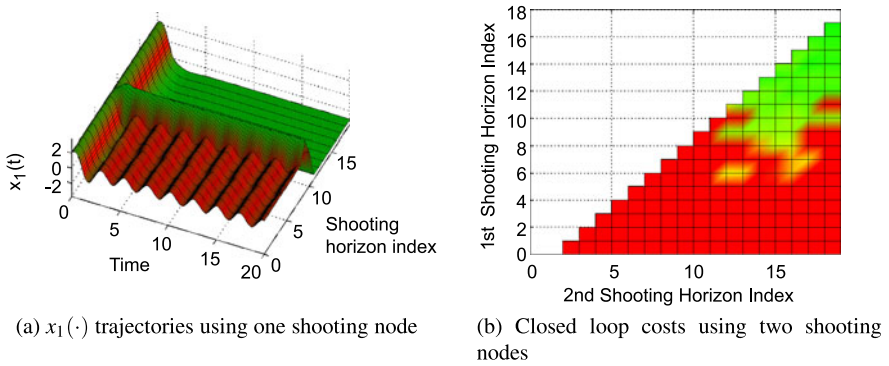 x₁(t)
2
0
-2
0
5
10
15
20
Time
0
5
10
15
Shooting
horizon index
(a) x₁(·) trajectories using one shooting node
1st Shooting Horizon Index
18
16
14
12
10
8
6
4
2
0
0
5
10
15
2nd Shooting Horizon Index
(b) Closed loop costs using two shooting
nodes